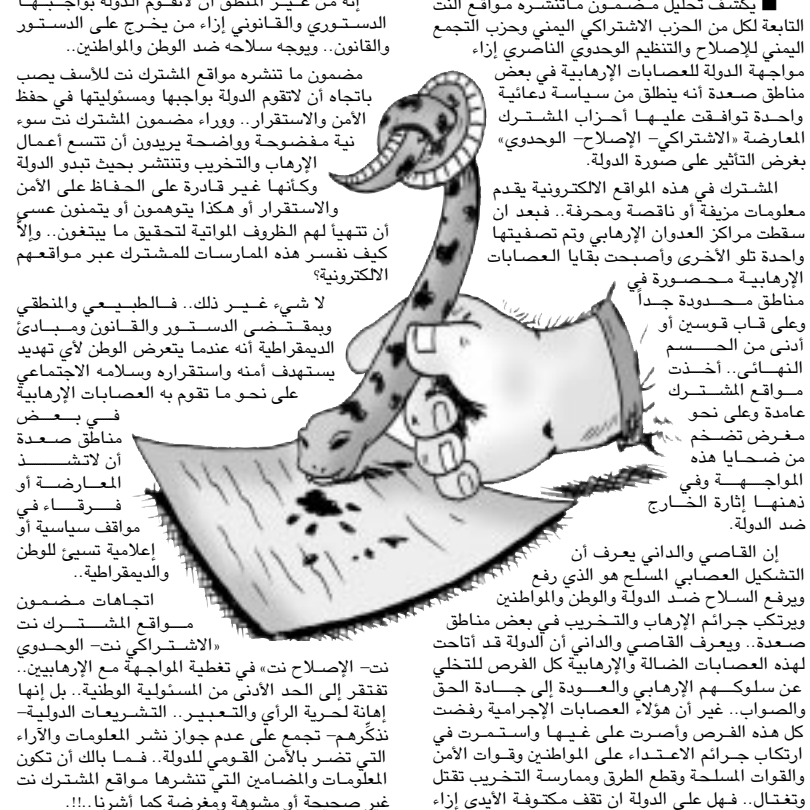 ■ يكشف تحليل مضمون ماتنشره مواقع النت
التابعة لكل من الحزب الاشتراكي اليمني وحزب التجمع
اليمني للإصلاح والتنظيم الوحدوي الناصري إزاء
مواجهة الدولة للعصابات الإرهابية في بعض
مناطق صعدة أنه ينطلق من سياسة دعائية
واحدة توافقت عليها أحزاب المشترك
المعارضة «الاشتراكي- الإصلاح- الوحدوي»
بغرض التأثير على صورة الدولة.
المشترك في هذه المواقع الالكترونية يقدم
معلومات مزيفة أو ناقصة ومحرفة.. فبعد ان
سقطت مراكز العدوان الإرهابي وتم تصفيتها
واحدة تلو الأخرى وأصبحت بقايا العصابات
الإرهابية محصورة في
مناطق محدودة جداً
وعلى قاب قوسين أو
أدنى من الحسم
النهائى.. أخذت
مواقع المشترك
عامدة وعلى نحو
مغرض تضخم
من ضحايا هذه
المواجهة وفي
ذهنها إثارة الخارج
ضد الدولة.
إن القاصي والداني يعرف أن
التشكيل العصابي المسلح هو الذي رفع
ويرفع السلاح ضد الدولة والوطن والمواطنين
ويرتكب جرائم الإرهاب والتخريب في بعض مناطق
صعدة.. ويعرف القاصي والداني أن الدولة قد أتاحت
لهذه العصابات الضالة والإرهابية كل الفرص للتخلي
عن سلوكهم الإرهابي والعودة إلى جادة الحق
والصواب.. غير أن هؤلاء العصابات الإجرامية رفضت
كل هذه الفرص وأصرت على غيها واستمرت في
ارتكاب جرائم الاعتداء على المواطنين وقوات الأمن
والقوات المسلحة وقطع الطرق وممارسة التخريب تقتل
وتغتال.. فهل على الدولة ان تقف مكتوفة الأيدى إزاء
إنه من غير المنطق أن لاتقوم الدولة بواجبها
الدستوري والقانوني إزاء من يخرج على الدستور
والقانون.. ويوجه سلاحه ضد الوطن والمواطنين..
مضمون ما تنشره مواقع المشترك نت للأسف يصب
باتجاه أن لاتقوم الدولة بواجبها ومسئوليتها في حفظ
الأمن والاستقرار.. ووراء مضمون المشترك نت سوء
نية مفضوحة وواضحة يريدون أن تتسع أعمال
الإرهاب والتخريب وتنتشر بحيث تبدو الدولة
وكأنها غير قادرة على الحفاظ على الأمن
والاستقرار أو هكذا يتوهمون أو يتمنون عسى
أن تتهيأ لهم الظروف المواتية لتحقيق ما يبتغون.. وإلاَّ
كيف نفسر هذه الممارسات للمشترك عبر مواقعهم
الالكترونية؟
لا شيء غير ذلك.. فالطبيعي والمنطقي
وبمقتضى الدستور والقانون ومبادئ
الديمقراطية أنه عندما يتعرض الوطن لأي تهديد
يستهدف أمنه واستقراره وسلامه الاجتماعي
على نحو ما تقوم به العصابات الإرهابية
في بعض
مناطق صعدة
أن لاتشذ
المعارضة أو
فرقاء في
مواقف سياسية أو
إعلامية تسيئ للوطن
والديمقراطية..
اتجاهات مضمون
مواقع المشترك نت
«الاشتراكي نت- الوحدوي
نت- الإصلاح نت» في تغطية المواجهة مع الإرهابيين..
تفتقر إلى الحد الأدنى من المسئولية الوطنية.. بل إنها
إهانة لحرية الرأي والتعبير.. التشريعات الدولية-
نذكِّرهم- تجمع على عدم جواز نشر المعلومات والآراء
التي تضر بالأمن القومي للدولة.. فما بالك أن تكون
المعلومات والمضامين التي تنشرها مواقع المشترك نت
غير صحيحة أو مشوهة ومغرضة كما أشرنا..!!.